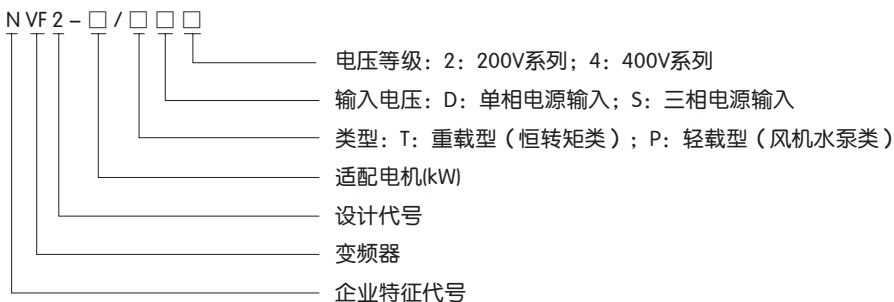 N VF 2 – □ / □ □ □
电压等级：2：200V系列；4：400V系列
输入电压：D：单相电源输入；S：三相电源输入
类型：T：重载型（恒转矩类）；P：轻载型（风机水泵类）
适配电机(kW)
设计代号
变频器
企业特征代号